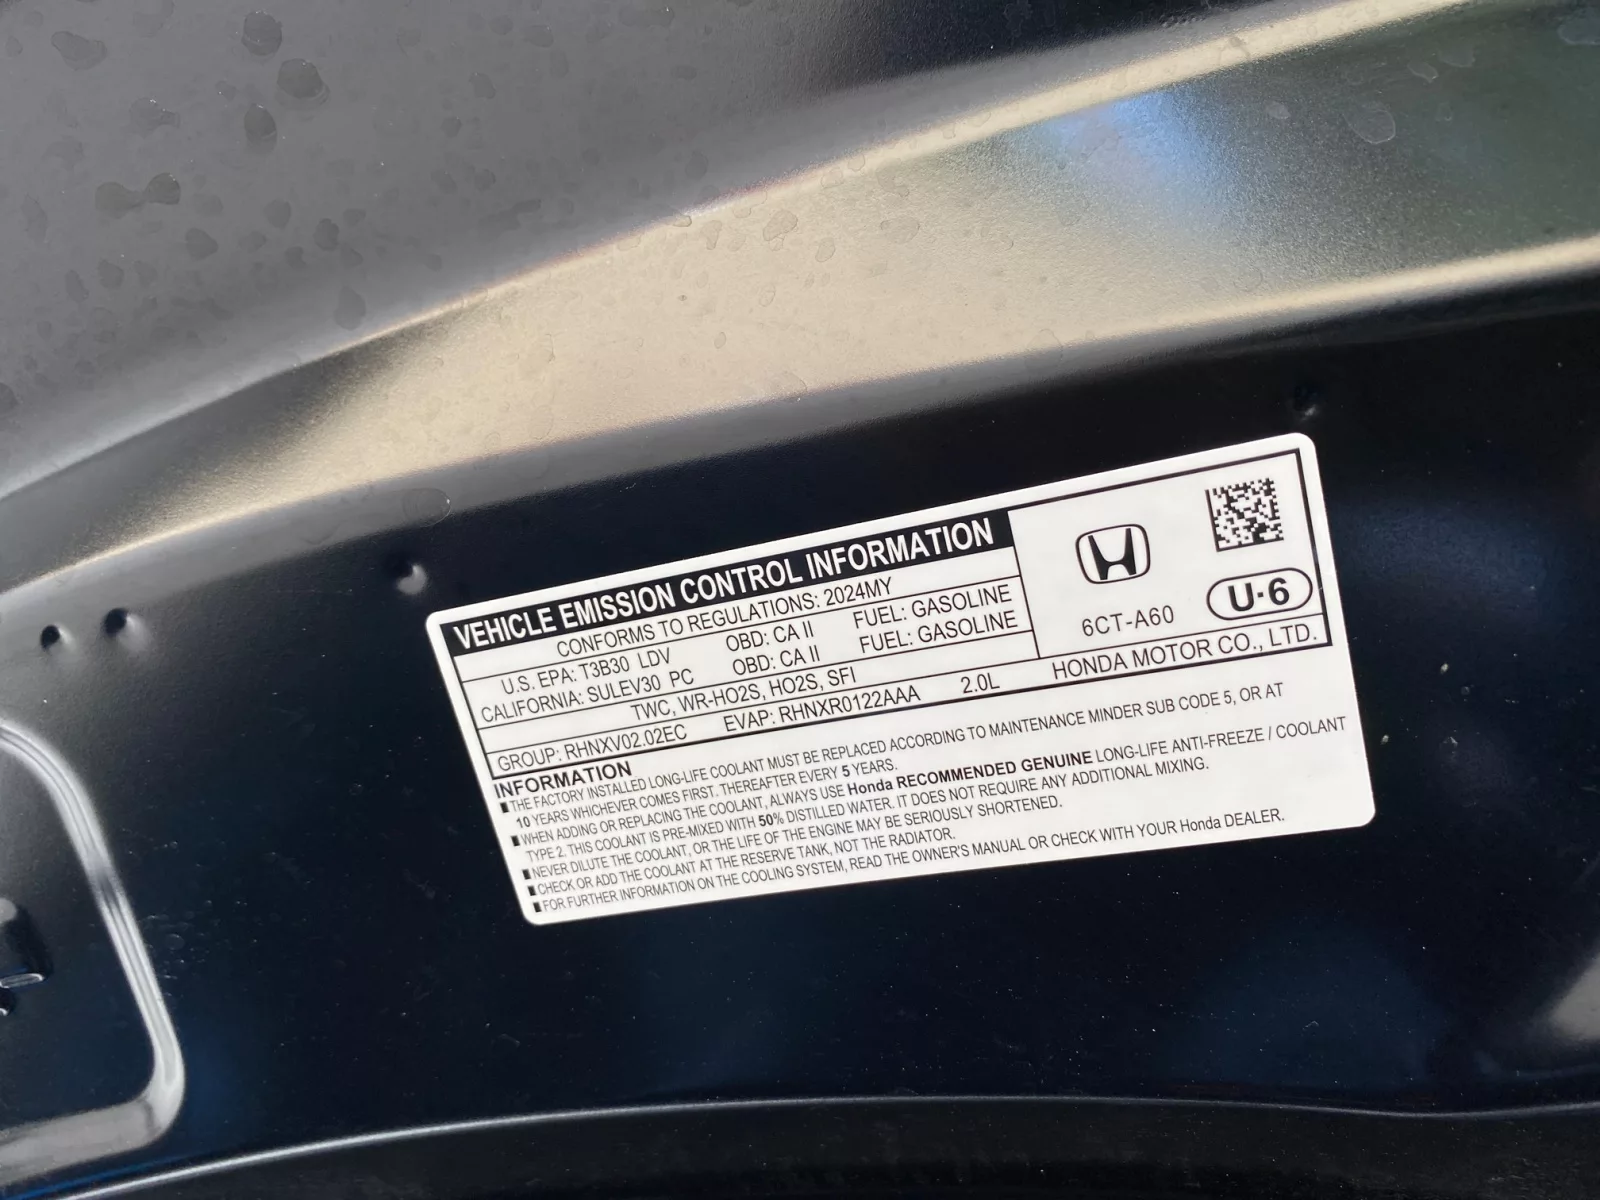 VEHICLE EMISSION CONTROL INFORMATION
CONFORMS TO REGULATIONS: 2024MY
U.S. EPA: T3B30 LDV OBD: CA II FUEL: GASOLINE
CALIFORNIA: SULEV30 PC OBD: CA II FUEL: GASOLINE
TWC, WR-HO2S, HO2S, SFI
6CT-A60
U·6
GROUP: RHNXV02.02EC EVAP: RHNXR0122AAA 2.0L HONDA MOTOR CO., LTD.
INFORMATION
THE FACTORY INSTALLED LONG-LIFE COOLANT MUST BE REPLACED ACCORDING TO MAINTENANCE MINDER SUB CODE 5, OR AT
10 YEARS WHICHEVER COMES FIRST. THEREAFTER EVERY 5 YEARS.
WHEN ADDING OR REPLACING THE COOLANT, ALWAYS USE Honda RECOMMENDED GENUINE LONG-LIFE ANTI-FREEZE / COOLANT
TYPE 2. THIS COOLANT IS PRE-MIXED WITH 50% DISTILLED WATER. IT DOES NOT REQUIRE ANY ADDITIONAL MIXING.
NEVER DILUTE THE COOLANT, OR THE LIFE OF THE ENGINE MAY BE SERIOUSLY SHORTENED.
CHECK OR ADD THE COOLANT AT THE RESERVE TANK, NOT THE RADIATOR.
FOR FURTHER INFORMATION ON THE COOLING SYSTEM, READ THE OWNER'S MANUAL OR CHECK WITH YOUR Honda DEALER.